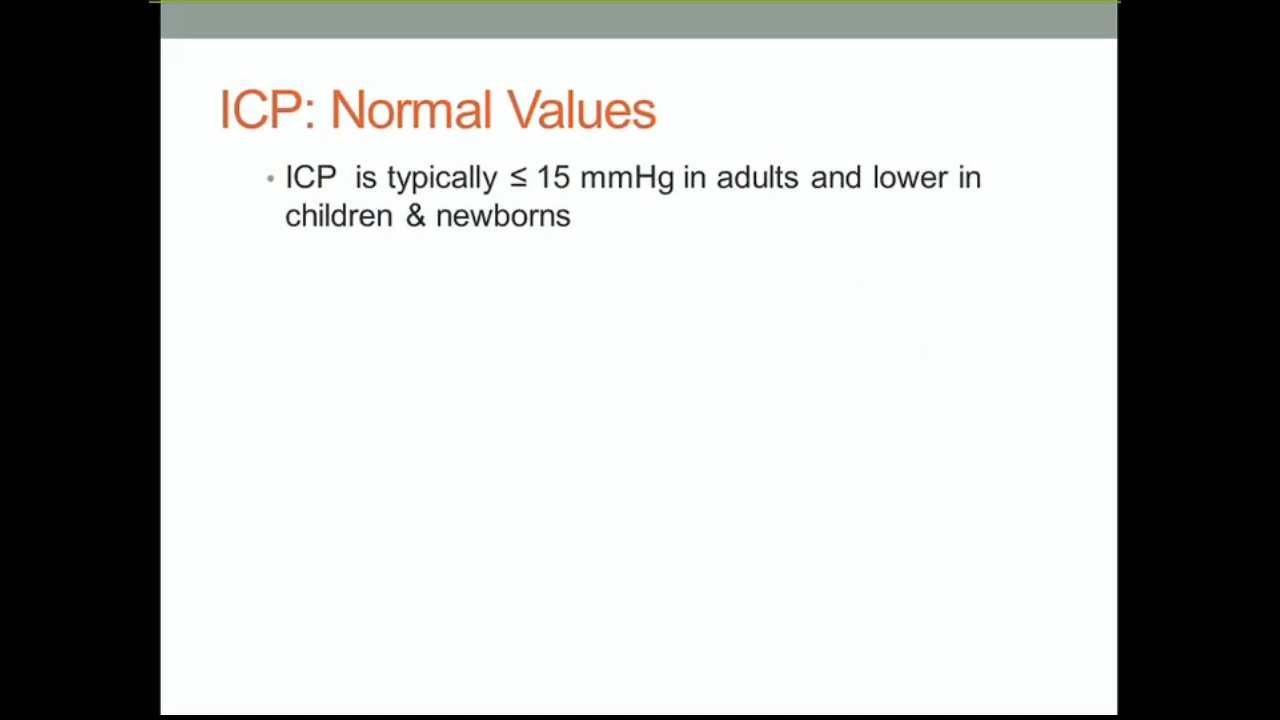 ICP: Normal Values
• ICP is typically ≤ 15 mmHg in adults and lower in
children & newborns